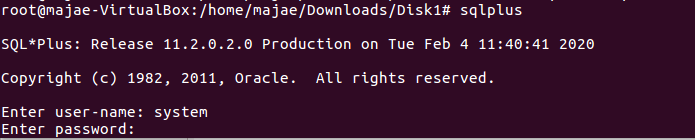 root@majae-VirtualBox:/home/majae/Downloads/Disk1# sqlplus
SQL*Plus: Release 11.2.0.2.0 Production on Tue Feb 4 11:40:41 2020
Copyright (c) 1982, 2011, Oracle.  All rights reserved.
Enter user-name: system
Enter password: